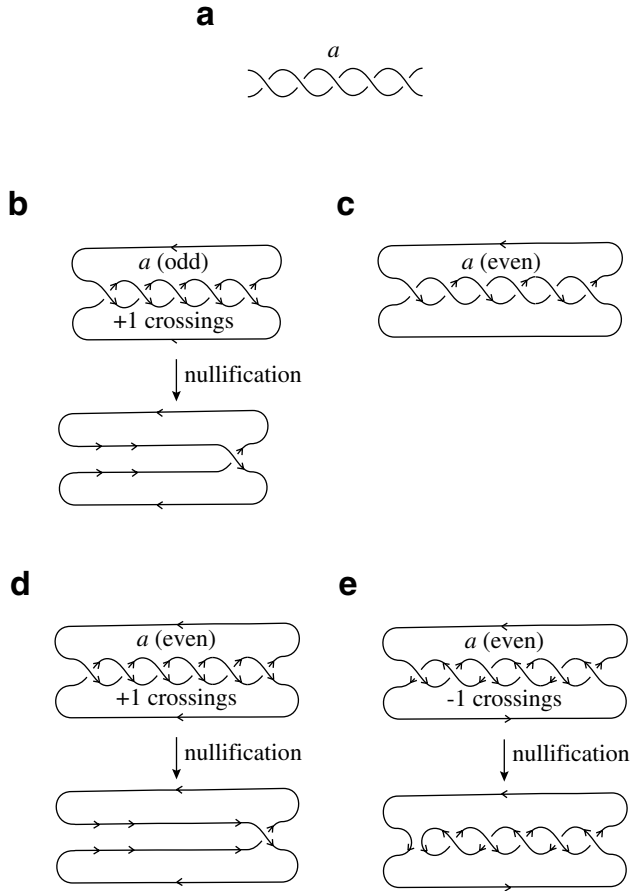 a
a
b
c
a (odd)
+1 crossings
a (even)
nullification
d
e
a (even)
+1 crossings
a (even)
-1 crossings
nullification
nullification